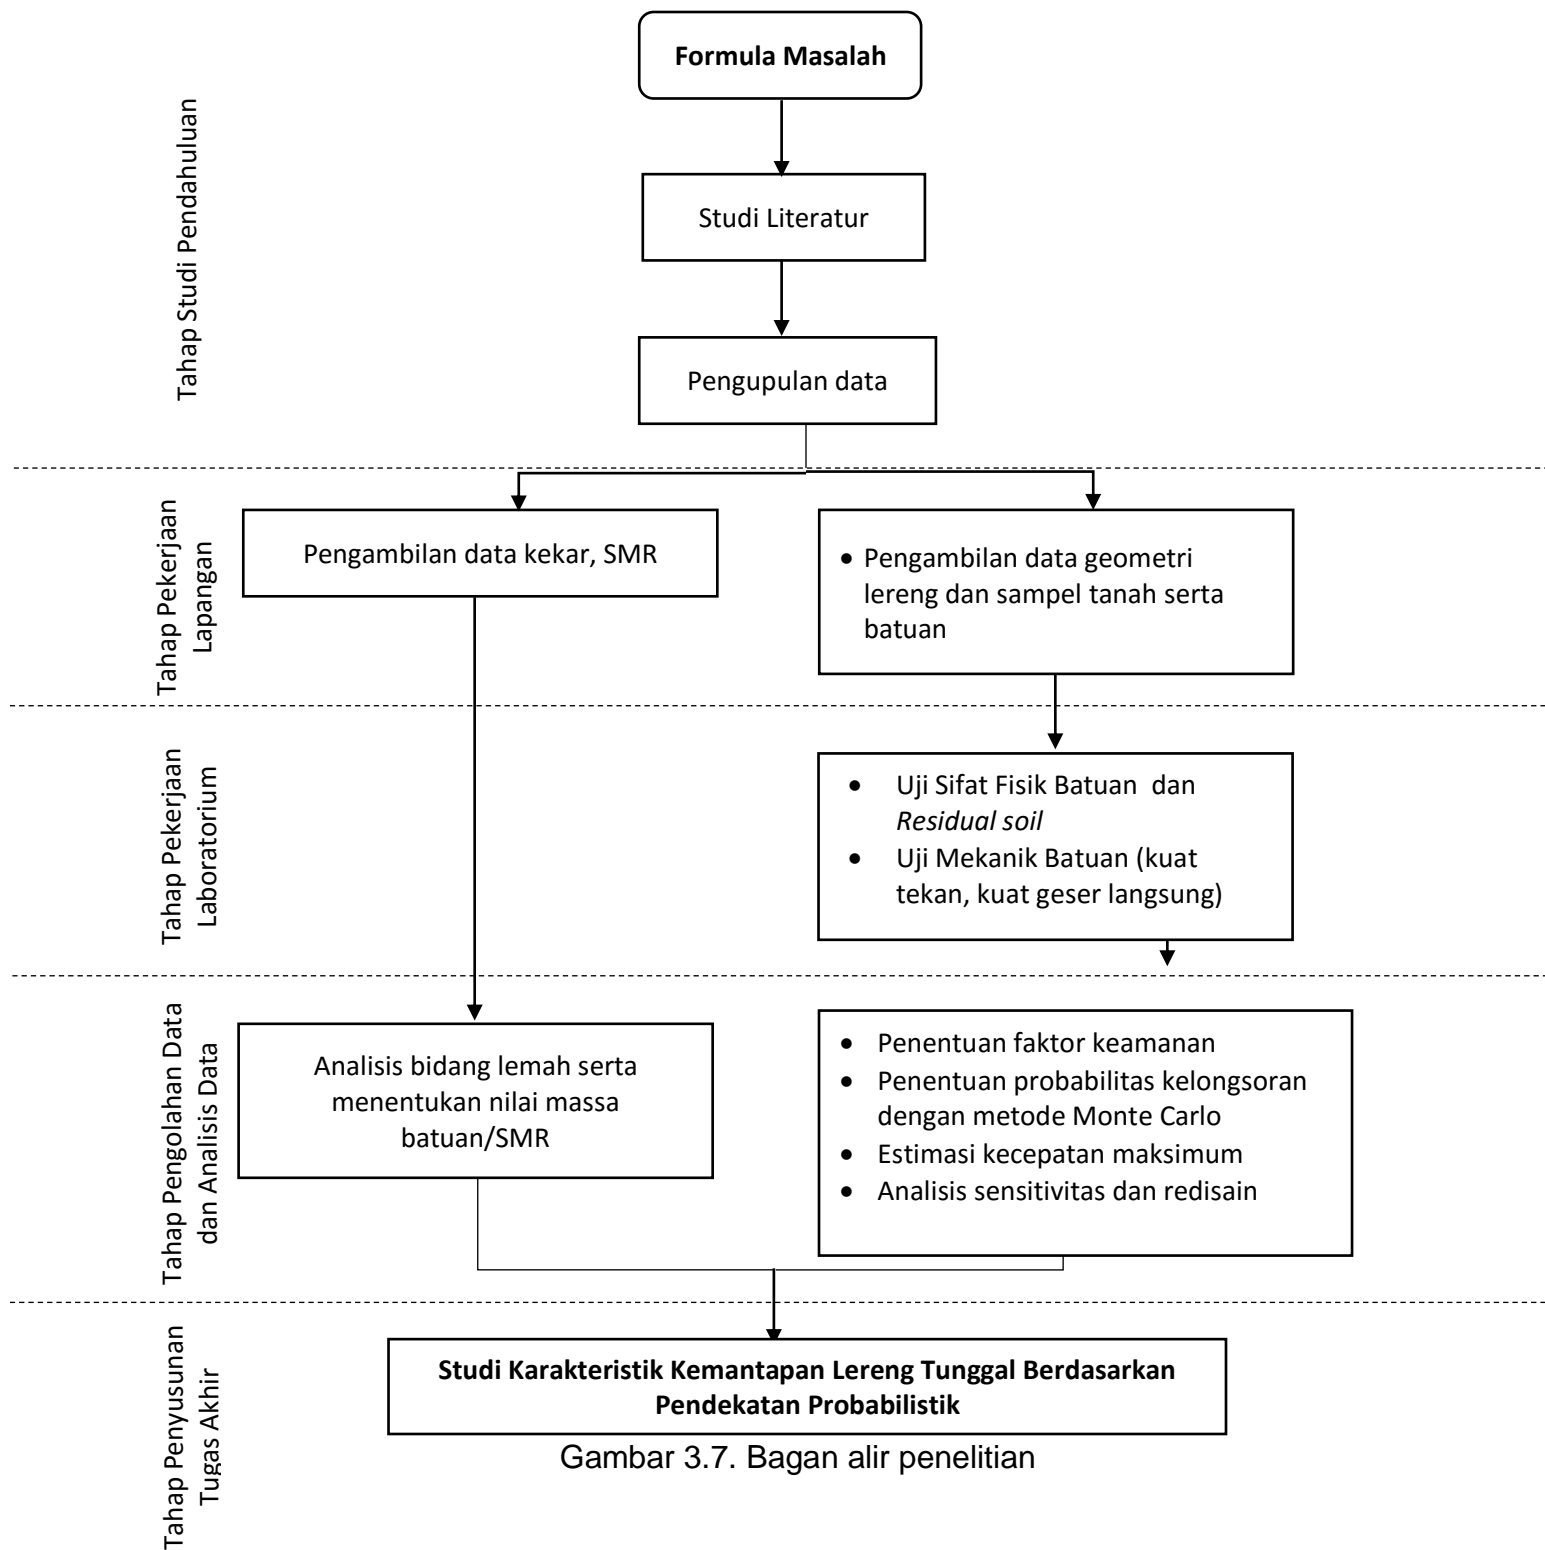 Formula Masalah
Tahap Studi Pendahuluan
Studi Literatur
Pengupulan data
Tahap Pekerjaan
Lapangan
Pengambilan data kekar, SMR
• Pengambilan data geometri
lereng dan sampel tanah serta
batuan
Tahap Pekerjaan
Laboratorium
• Uji Sifat Fisik Batuan dan
Residual soil
• Uji Mekanik Batuan (kuat
tekan, kuat geser langsung)
Tahap Pengolahan Data
dan Analisis Data
Analisis bidang lemah serta
menentukan nilai massa
batuan/SMR
• Penentuan faktor keamanan
• Penentuan probabilitas kelongsoran
dengan metode Monte Carlo
• Estimasi kecepatan maksimum
• Analisis sensitivitas dan redisain
Tahap Penyusunan
Tugas Akhir
Studi Karakteristik Kemantapan Lereng Tunggal Berdasarkan
Pendekatan Probabilistik
Gambar 3.7. Bagan alir penelitian